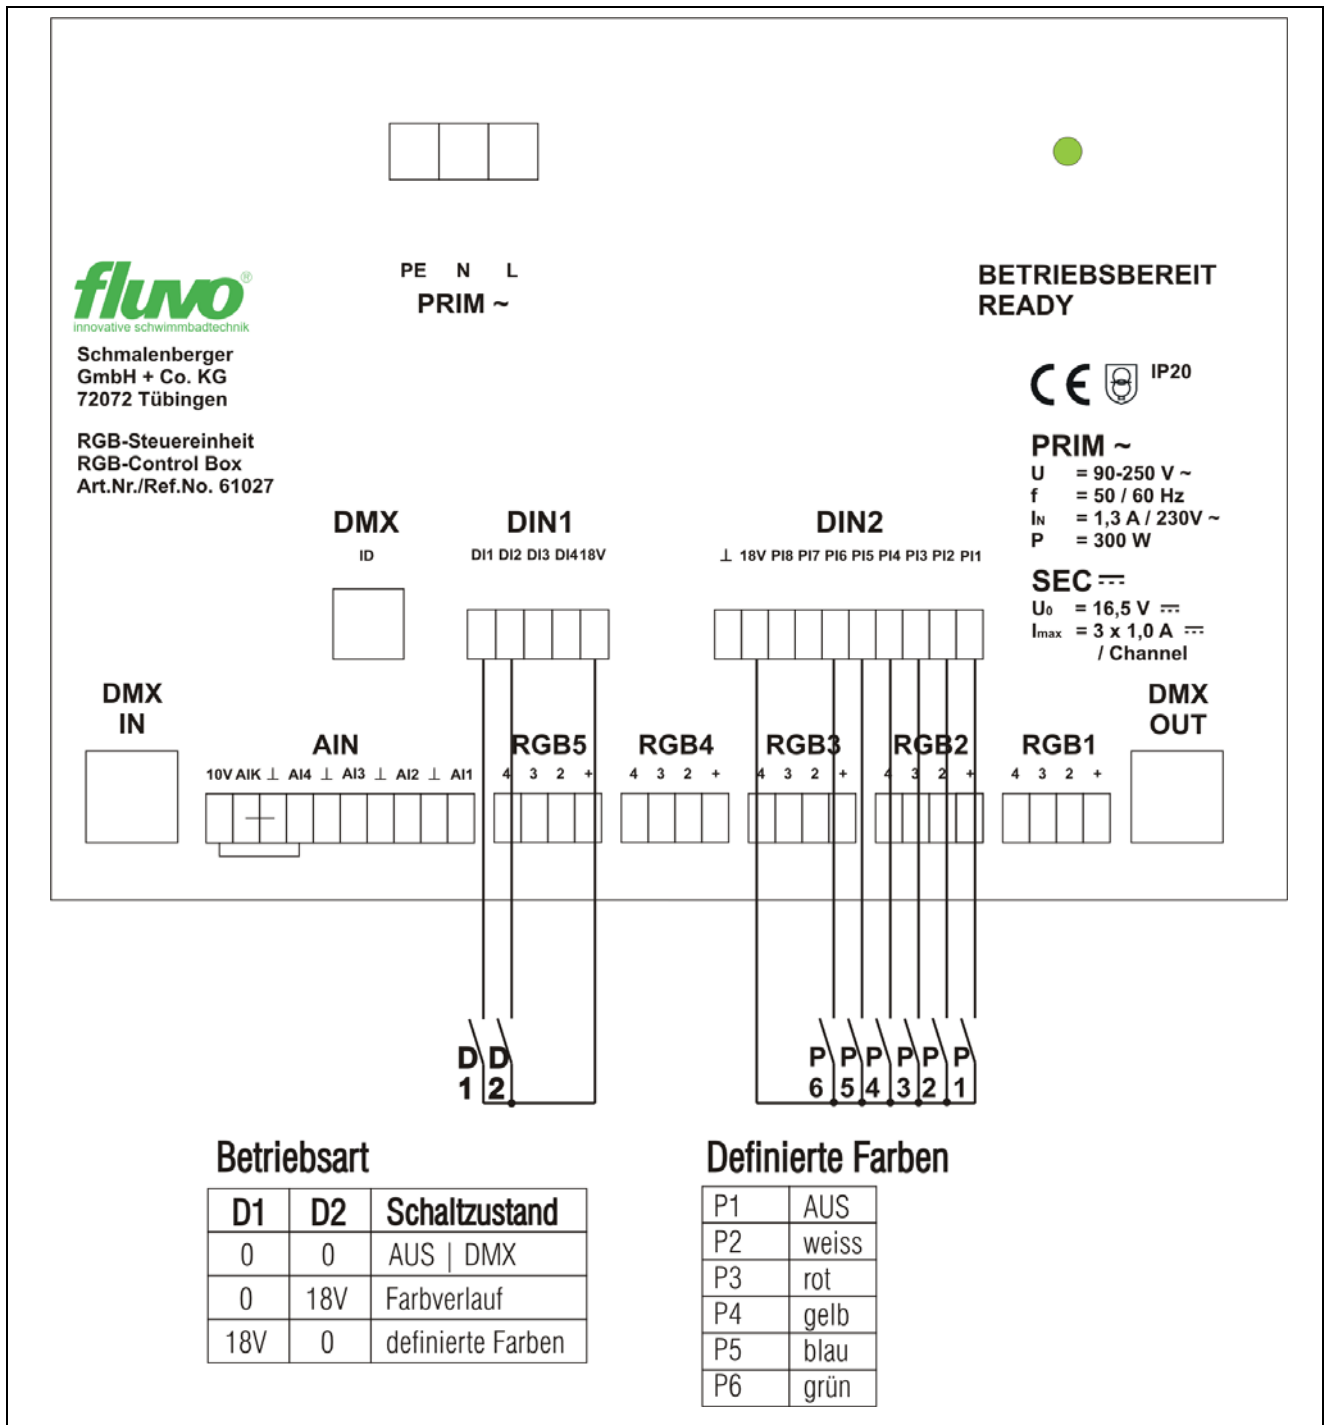 PE N L
PRIM ~
fluvo®
innovative schwimmbadtechnik
Schmalenberger
GmbH + Co. KG
72072 Tübingen
RGB-Steuereinheit
RGB-Control Box
Art.Nr./Ref.No. 61027
BETRIEBSBEREIT
READY
CE IP20
PRIM ~
U = 90-250 V ~
f = 50 / 60 Hz
IN = 1,3 A / 230V ~
P = 300 W
SEC ⎓
U0 = 16,5 V ⎓
Imax = 3 x 1,0 A ⎓
/ Channel
DMX
ID
DIN1
DI1 DI2 DI3 DI4 18V
DIN2
⊥ 18V PI8 PI7 PI6 PI5 PI4 PI3 PI2 PI1
DMX
IN
AIN
10V AIK ⊥ AI4 ⊥ AI3 ⊥ AI2 ⊥ AI1
RGB5
4 3 2 +
RGB4
4 3 2 +
RGB3
4 3 2 +
RGB2
4 3 2 +
RGB1
4 3 2 +
DMX
OUT
D D
1 2
P P P P P P
6 5 4 3 2 1
Betriebsart
D1 D2 Schaltzustand
0 0 AUS | DMX
0 18V Farbverlauf
18V 0 definierte Farben
Definierte Farben
P1 AUS
P2 weiss
P3 rot
P4 gelb
P5 blau
P6 grün